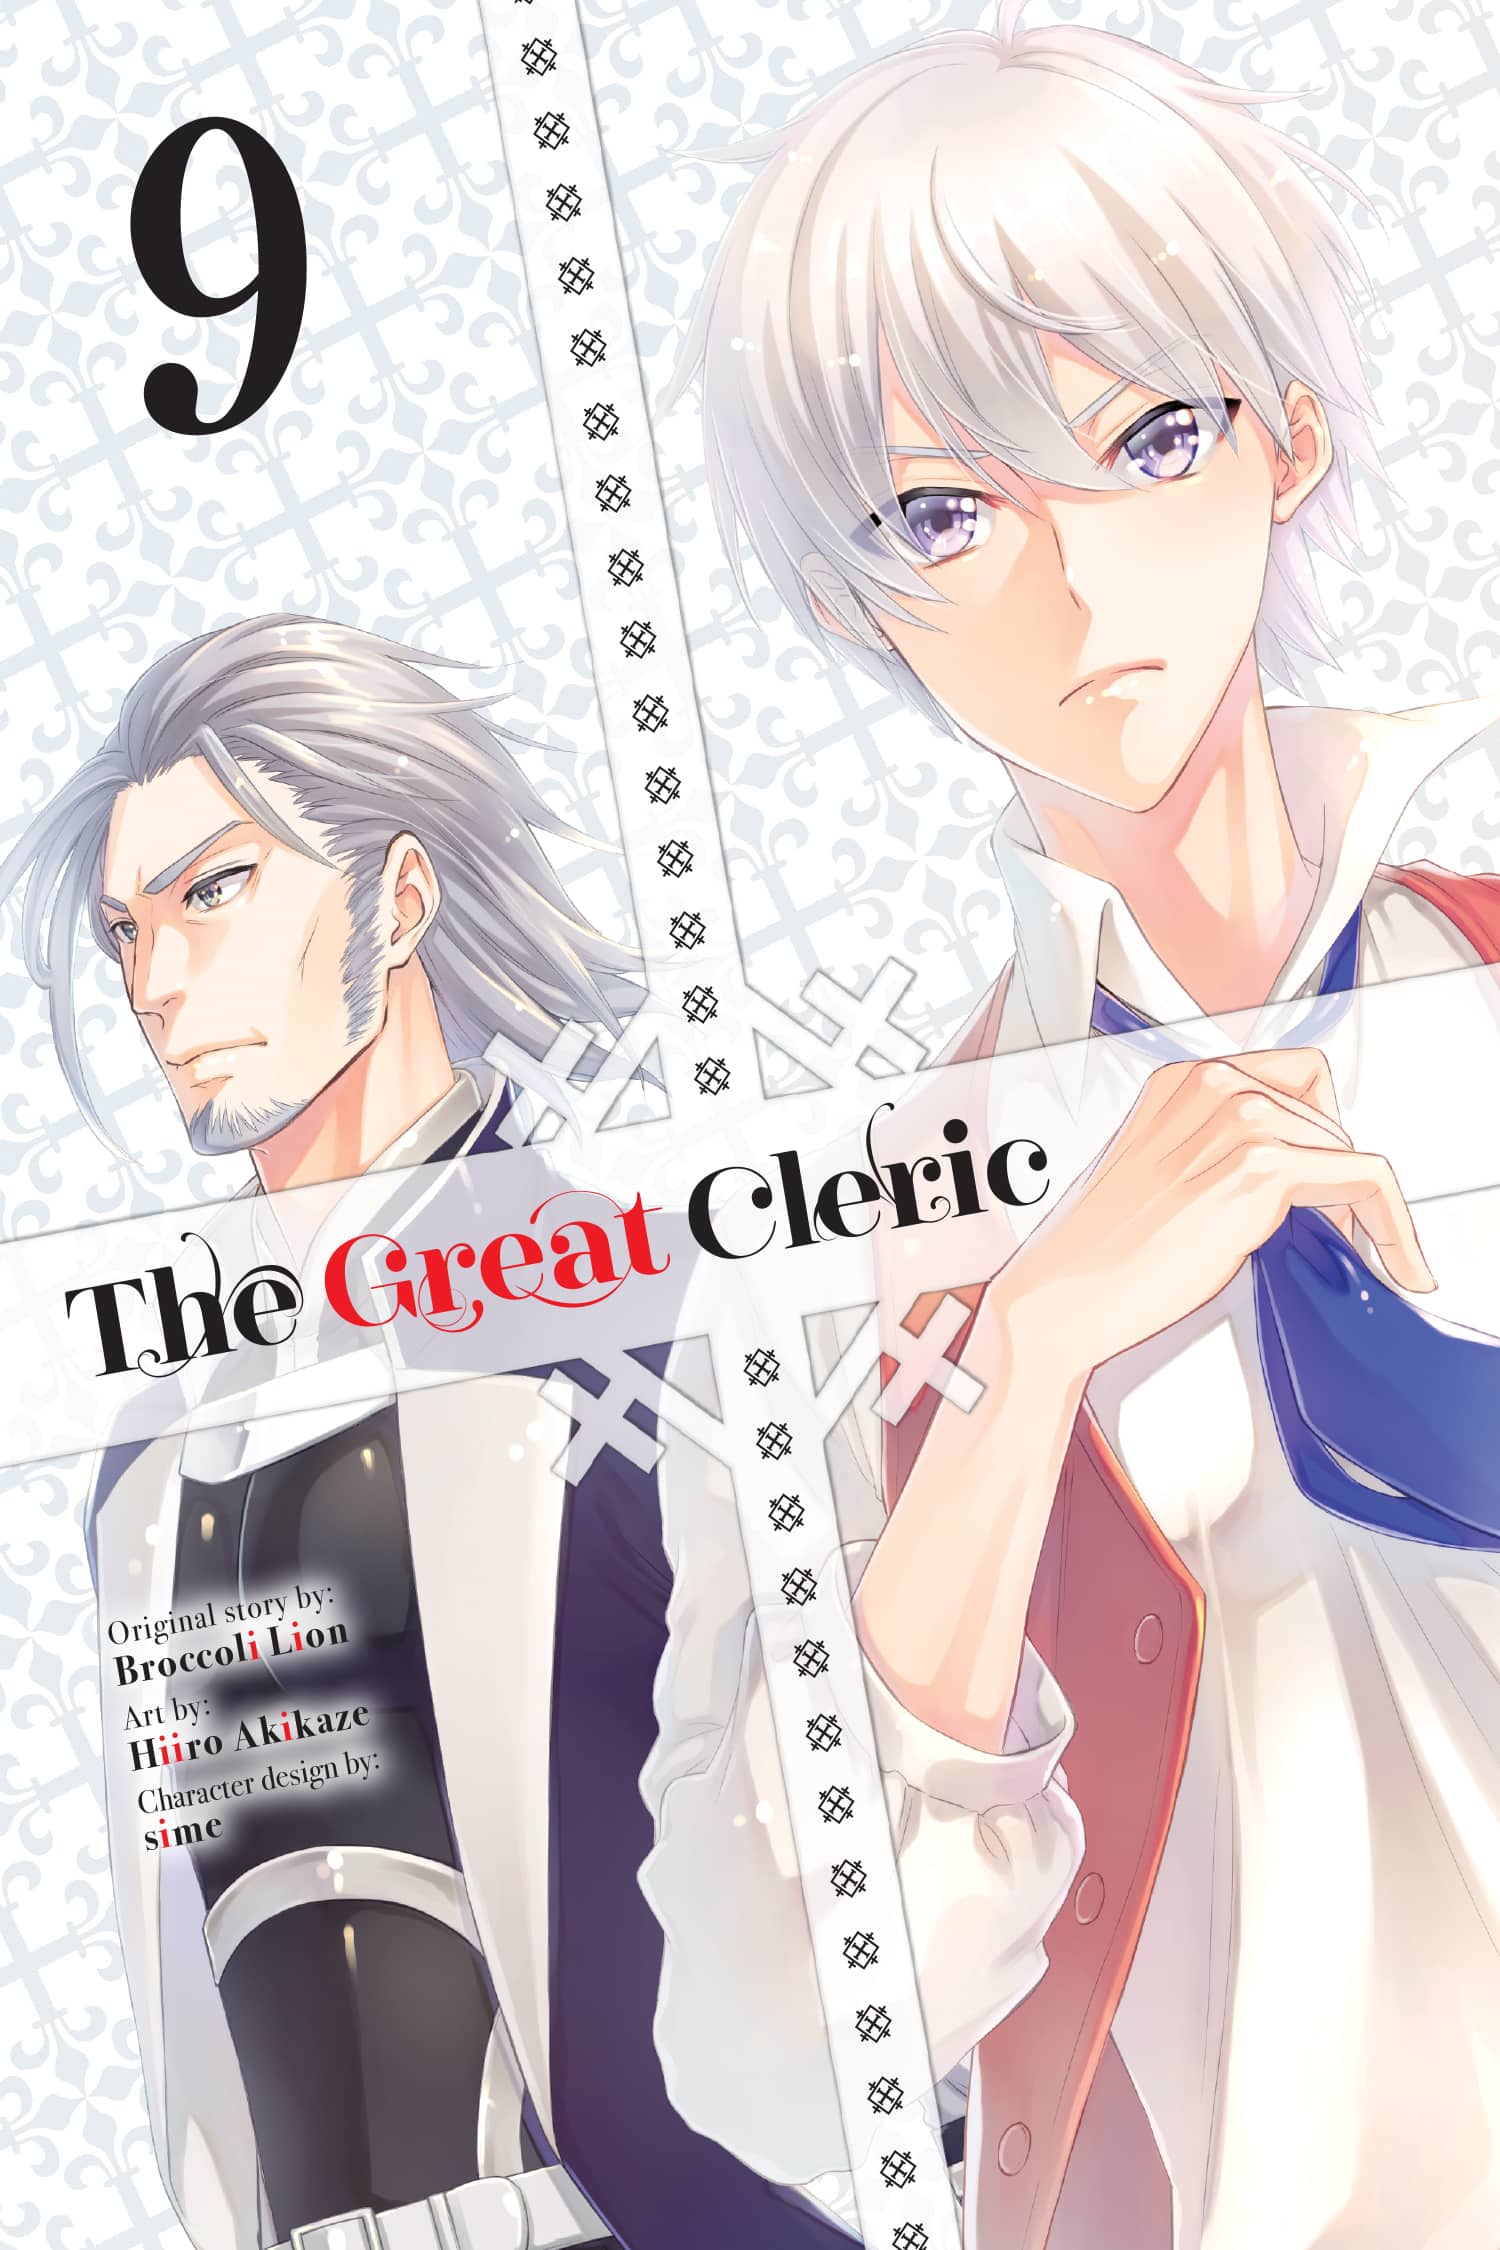 9
The Great Cleric
Original story by:
Broccoli Lion
Art by:
Hiiro Akikaze
Character design by:
sime